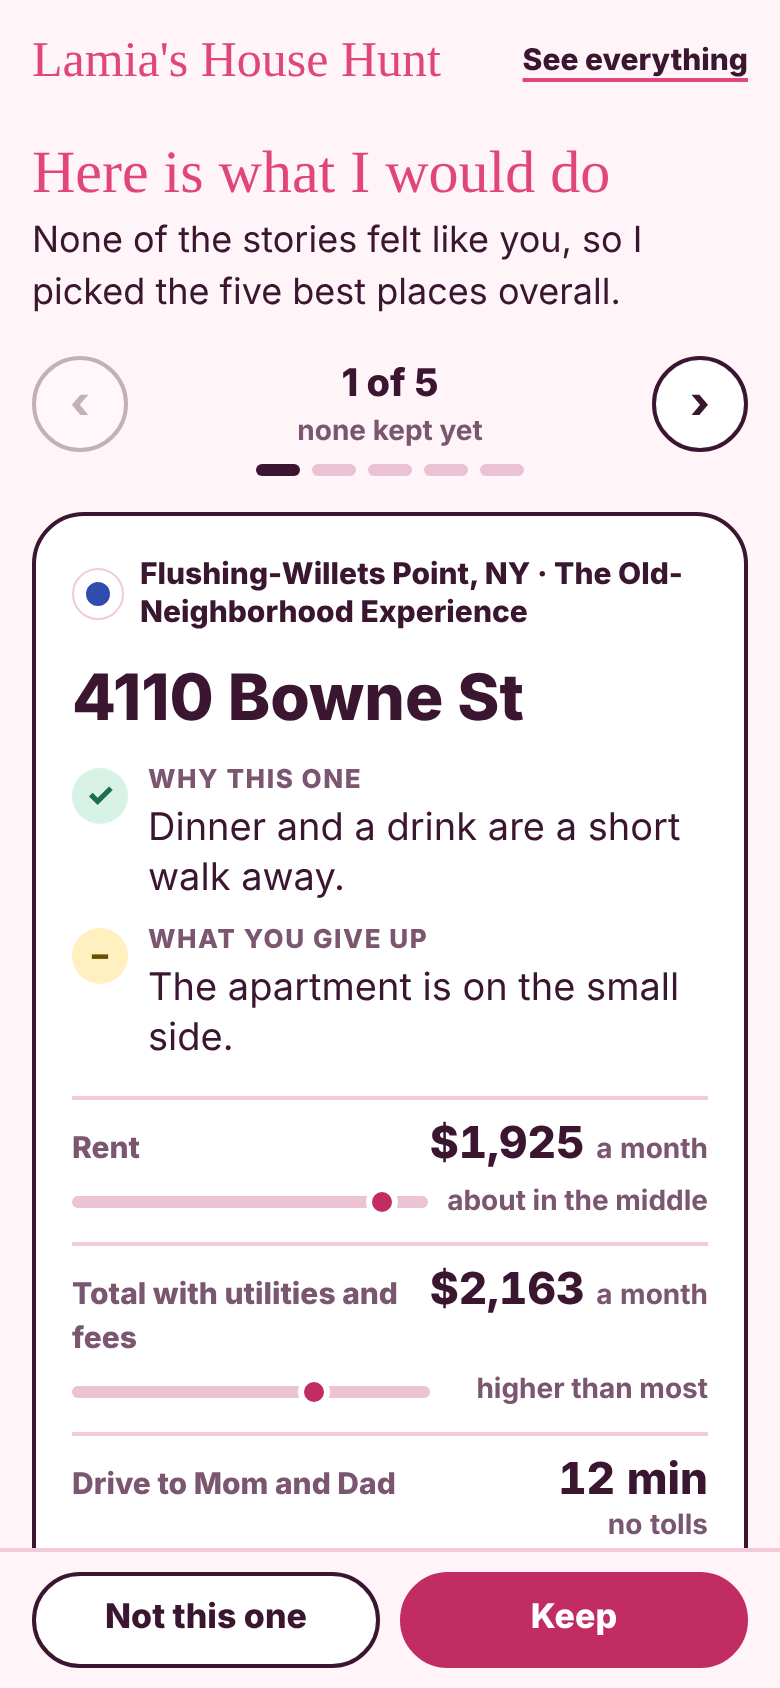 Lamia's House Hunt
See everything
Here is what I would do
None of the stories felt like you, so I
picked the five best places overall.
‹
1 of 5
›
none kept yet
Flushing-Willets Point, NY · The Old-
Neighborhood Experience
4110 Bowne St
WHY THIS ONE
Dinner and a drink are a short
walk away.
WHAT YOU GIVE UP
The apartment is on the small
side.
Rent
$1,925 a month
about in the middle
Total with utilities and
fees
$2,163 a month
higher than most
Drive to Mom and Dad
12 min
no tolls
Not this one
Keep